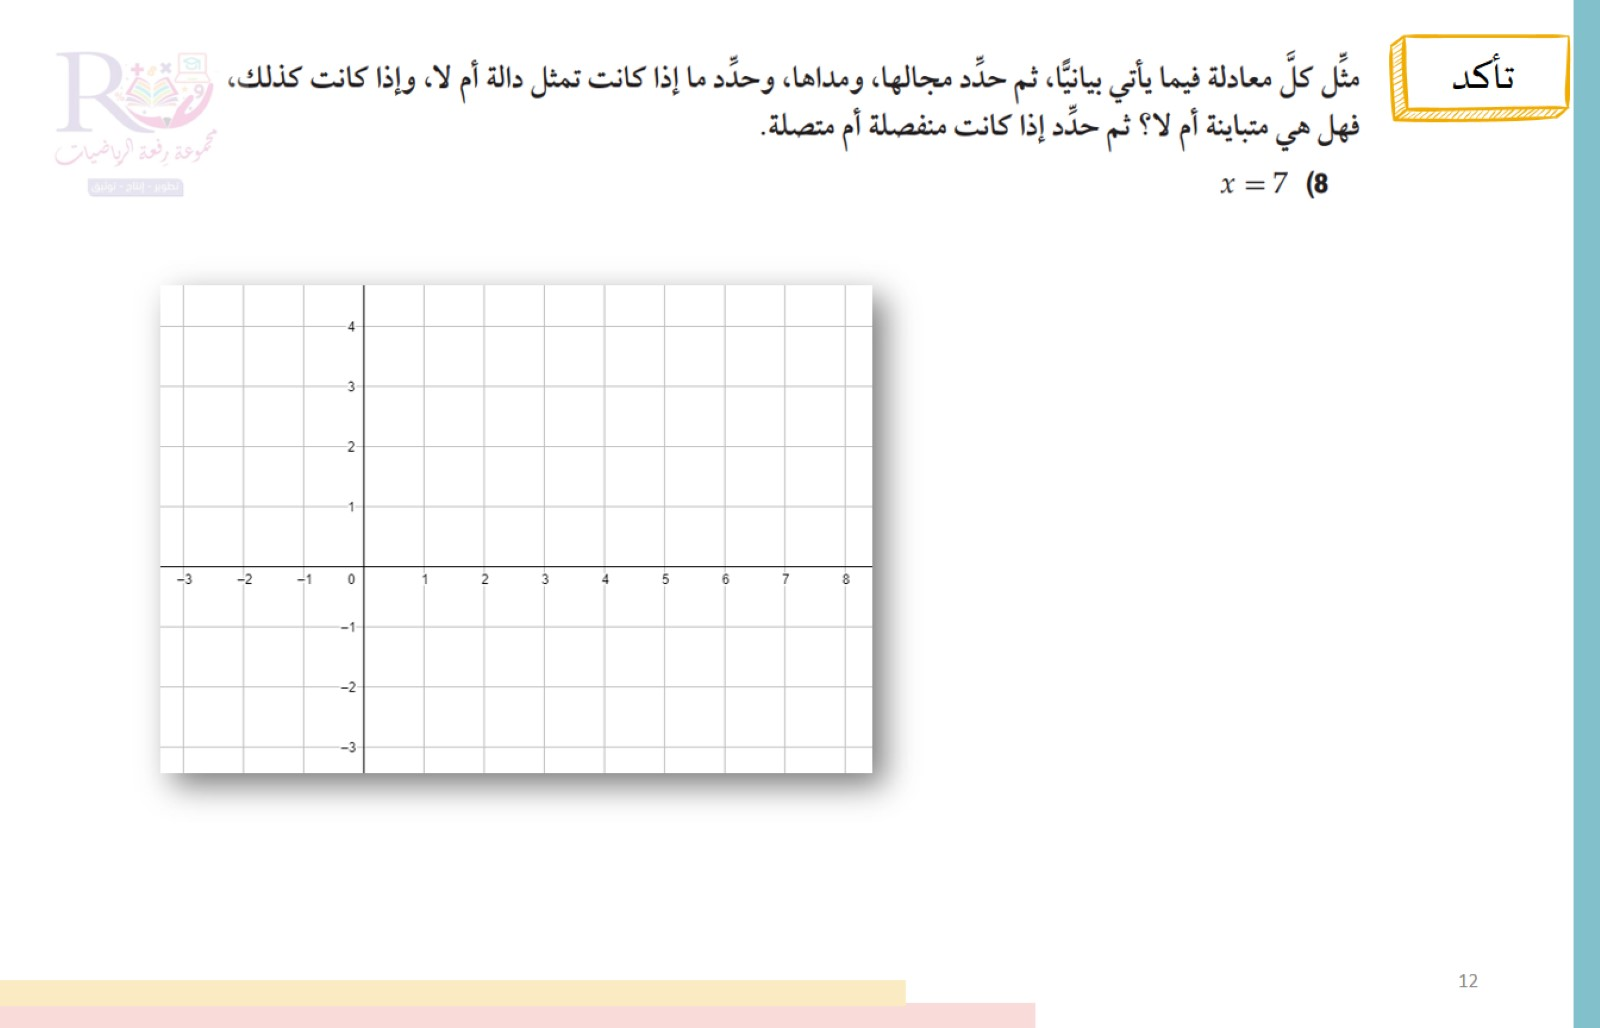 تأكد
مثِّل كلَّ معادلة فيما يأتي بيانيًّا، ثم حدِّد مجالها، ومداها، وحدِّد ما إذا كانت تمثل دالة أم لا، وإذا كانت كذلك،
فهل هي متباينة أم لا؟ ثم حدِّد إذا كانت منفصلة أم متصلة.
8) x = 7
R
مجموعة رفعة الرياضيات
تطوير - إنتاج - توثيق
4
3
2
1
–3 –2 –1 0 1 2 3 4 5 6 7 8
–1
–2
–3
12